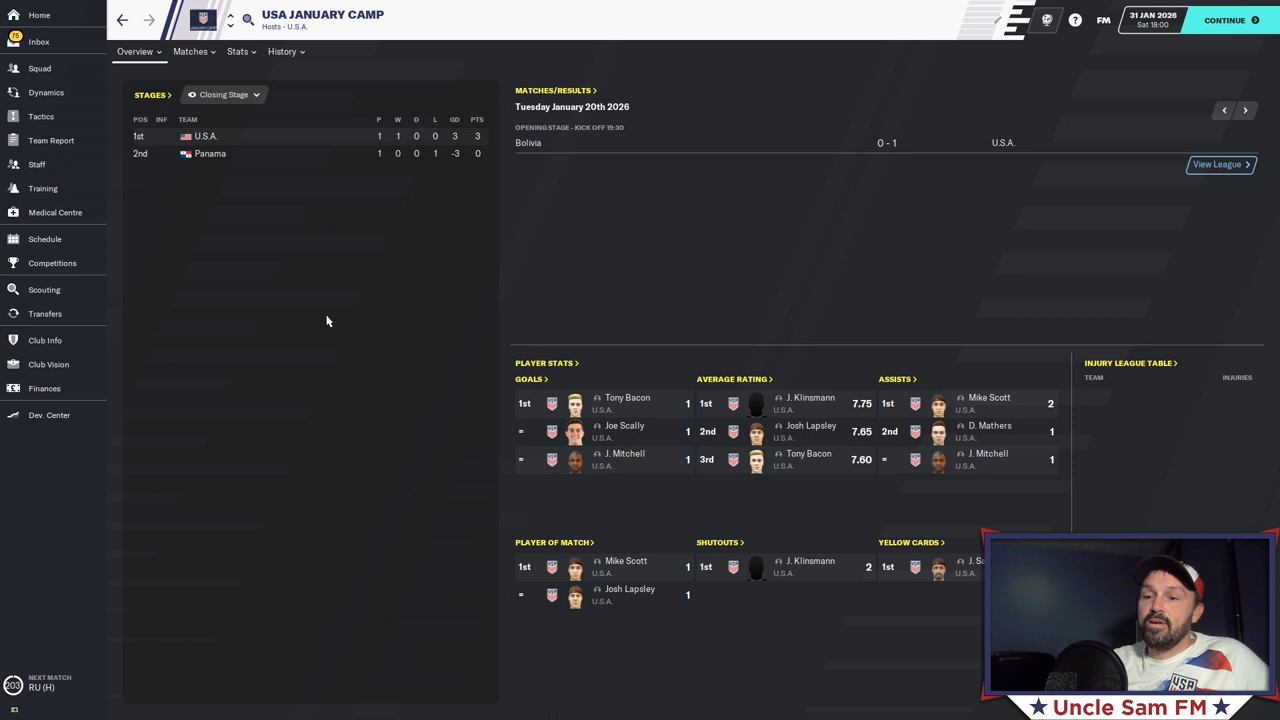 USA JANUARY CAMP
Hosts - U.S.A.
FM
31 JAN 2026
Sat 18:00
CONTINUE
75
Home
Inbox
Squad
Dynamics
Tactics
Team Report
Staff
Training
Medical Centre
Schedule
Competitions
Scouting
Transfers
Club Info
Club Vision
Finances
Dev. Center
NEXT MATCH
203 RU (H)
Overview Matches Stats History
STAGES Closing Stage
POS INF TEAM P W D L GD PTS
1st U.S.A. 1 1 0 0 3 3
2nd Panama 1 0 0 1 -3 0
MATCHES/RESULTS
Tuesday January 20th 2026
OPENING STAGE - KICK OFF 19:30
Bolivia 0 - 1 U.S.A.
View League
PLAYER STATS
GOALS
1st Tony Bacon 1
U.S.A.
= Joe Scally 1
U.S.A.
= J. Mitchell 1
U.S.A.
AVERAGE RATING
1st J. Klinsmann 7.75
U.S.A.
2nd Josh Lapsley 7.65
U.S.A.
3rd Tony Bacon 7.60
U.S.A.
ASSISTS
1st Mike Scott 2
U.S.A.
2nd D. Mathers 1
U.S.A.
= J. Mitchell 1
U.S.A.
INJURY LEAGUE TABLE
TEAM INJURIES
PLAYER OF MATCH
1st Mike Scott 1
U.S.A.
= Josh Lapsley 1
U.S.A.
SHUTOUTS
1st J. Klinsmann 2
U.S.A.
YELLOW CARDS
1st J. Sa
U.S.A.
USA
★ Uncle Sam FM ★